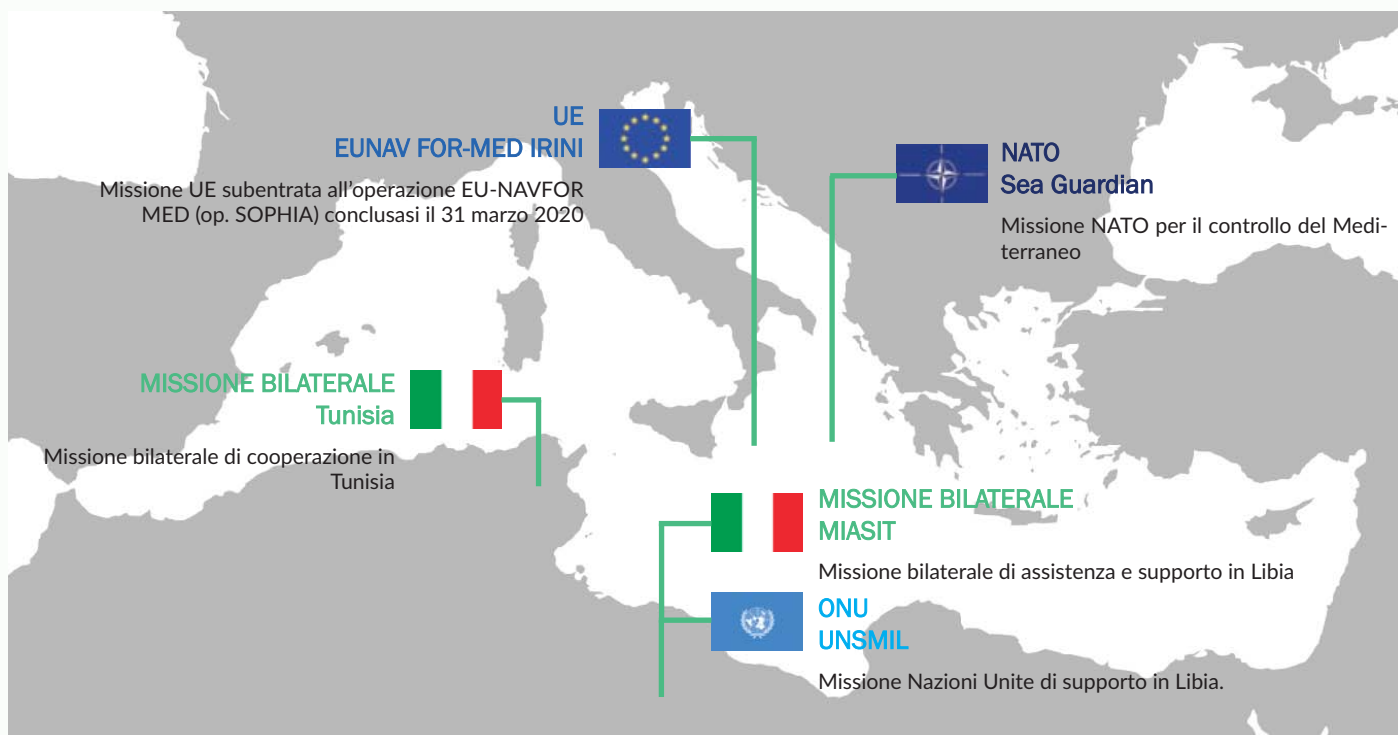 UE
EUNAV FOR-MED IRINI
Missione UE subentrata all'operazione EU-NAVFOR
MED (op. SOPHIA) conclusasi il 31 marzo 2020
NATO
Sea Guardian
Missione NATO per il controllo del Medi-
terraneo
MISSIONE BILATERALE
Tunisia
Missione bilaterale di cooperazione in
Tunisia
MISSIONE BILATERALE
MIASIT
Missione bilaterale di assistenza e supporto in Libia
ONU
UNSMIL
Missione Nazioni Unite di supporto in Libia.